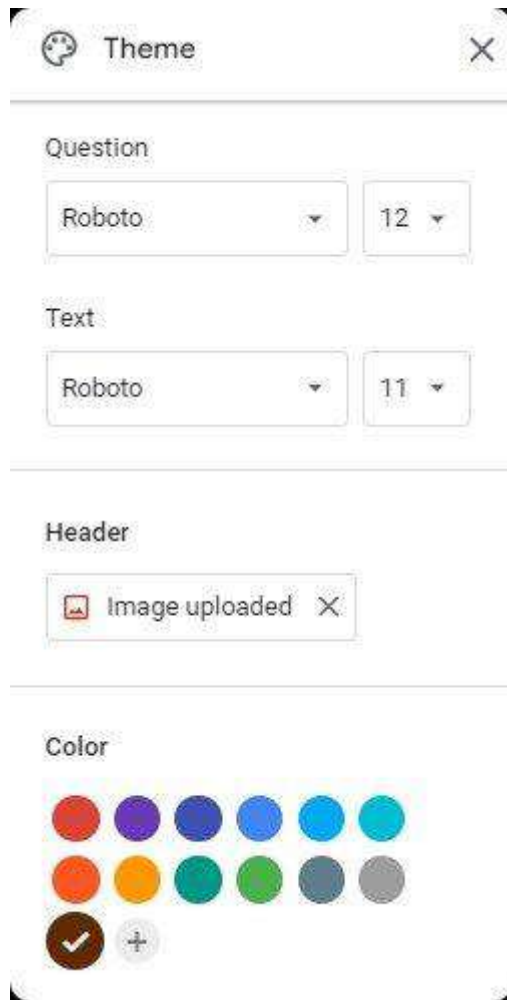 Theme
Question
Roboto 12
Text
Roboto 11
Header
Image uploaded
Color